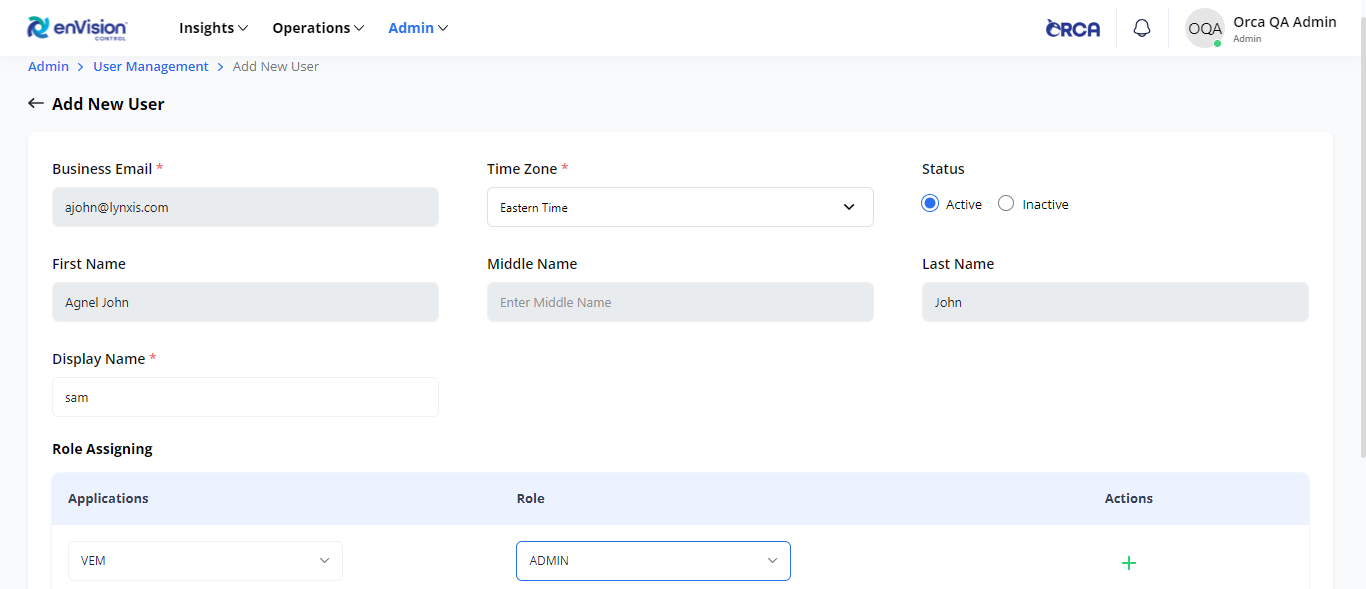 enVision
CONTROL
Insights Operations Admin
ORCA
OQA
Orca QA Admin
Admin
Admin > User Management > Add New User
← Add New User
Business Email *
ajohn@lynxis.com
Time Zone *
Eastern Time
Status
Active Inactive
First Name
Agnel John
Middle Name
Enter Middle Name
Last Name
John
Display Name *
sam
Role Assigning
Applications Role Actions
VEM ADMIN +